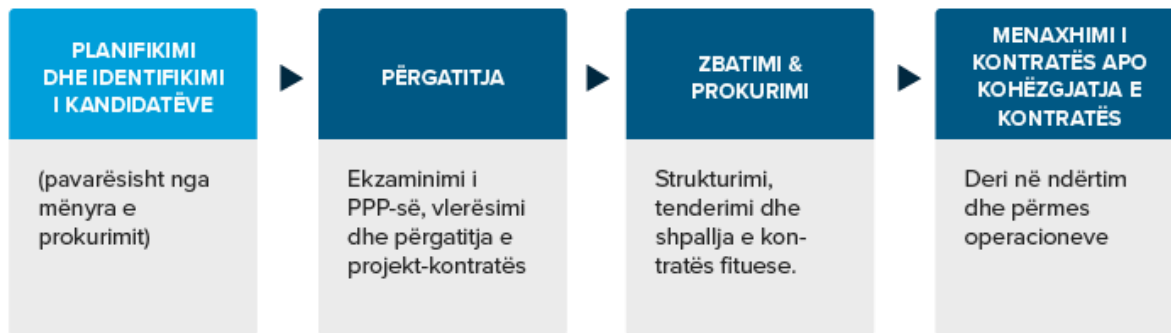 PLANIFIKIMI
DHE IDENTIFIKIMI
I KANDIDATËVE
(pavarësisht nga
mënyra e
prokurimit)
PËRGATITJA
Ekzaminimi i
PPP-së, vlerësimi
dhe përgatitja e
projekt-kontratës
ZBATIMI &
PROKURIMI
Strukturimi,
tenderimi dhe
shpallja e kon-
tratës fituese.
MENAXHIMI I
KONTRATËS APO
KOHËZGJATJA E
KONTRATËS
Deri në ndërtim
dhe përmes
operacioneve